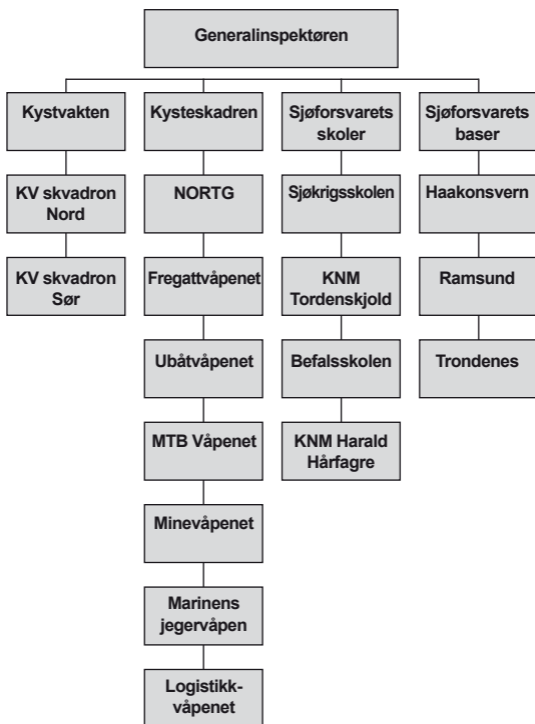 Generalinspektøren
Kystvakten
KV skvadron
Nord
KV skvadron
Sør
Kysteskadren
NORTG
Fregattvåpenet
Ubåtvåpenet
MTB Våpenet
Minevåpenet
Marinens
jegervåpen
Logistikk-
våpenet
Sjøforsvarets
skoler
Sjøkrigsskolen
KNM
Tordenskjold
Befalsskolen
KNM Harald
Hårfagre
Sjøforsvarets
baser
Haakonsvern
Ramsund
Trondenes